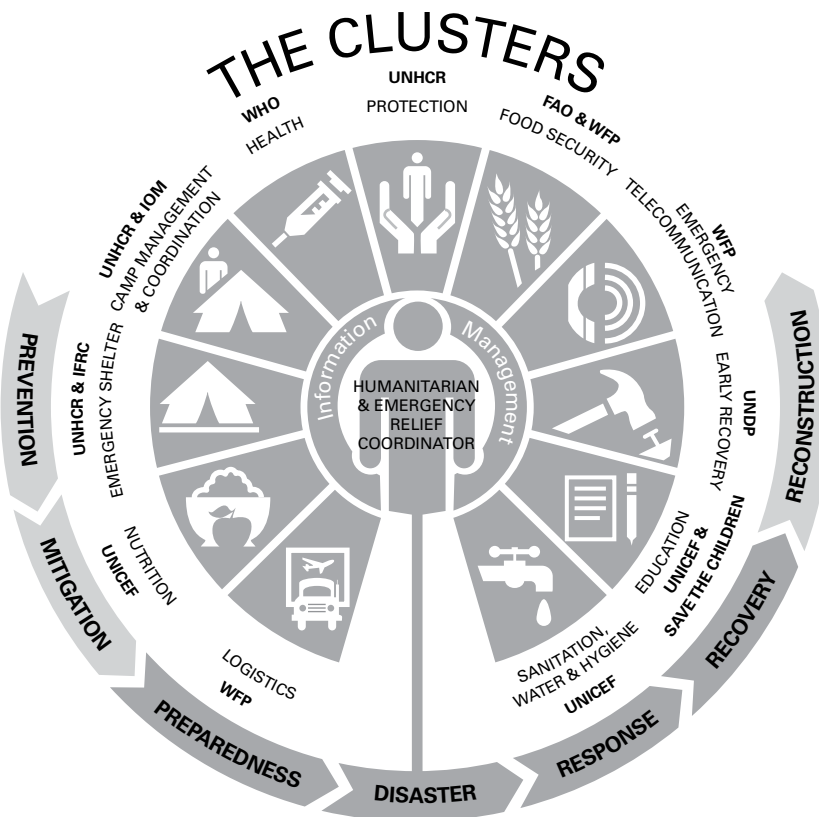 THE CLUSTERS
UNHCR
PROTECTION
FAO & WFP
FOOD SECURITY
WFP
EMERGENCY
TELECOMMUNICATION
UNDP
EARLY RECOVERY
EDUCATION
UNICEF &
SAVE THE CHILDREN
SANITATION,
WATER & HYGIENE
UNICEF
LOGISTICS
WFP
NUTRITION
UNICEF
UNHCR & IFRC
EMERGENCY SHELTER
UNHCR & IOM
CAMP MANAGEMENT
& COORDINATION
WHO
HEALTH
Information Management
HUMANITARIAN
& EMERGENCY
RELIEF
COORDINATOR
PREVENTION
MITIGATION
PREPAREDNESS
DISASTER
RESPONSE
RECOVERY
RECONSTRUCTION